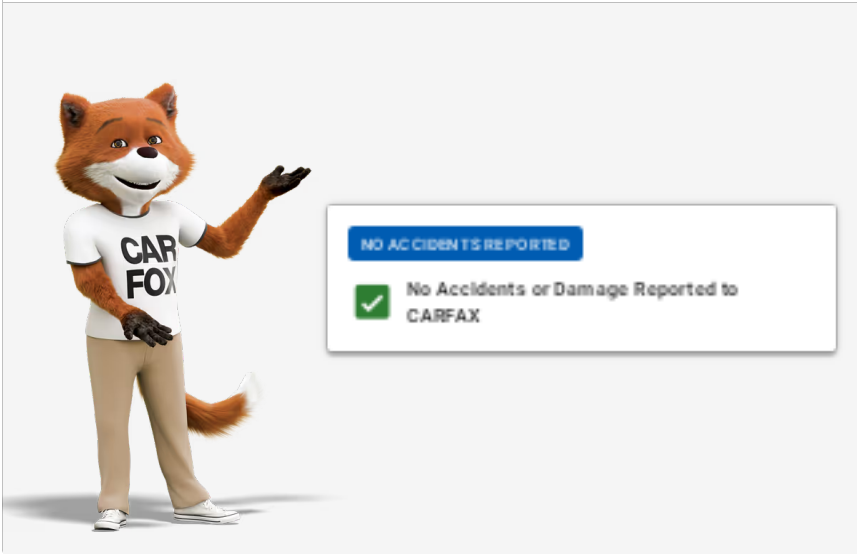 CAR
FOX
NO ACCIDENTS REPORTED
No Accidents or Damage Reported to
CARFAX